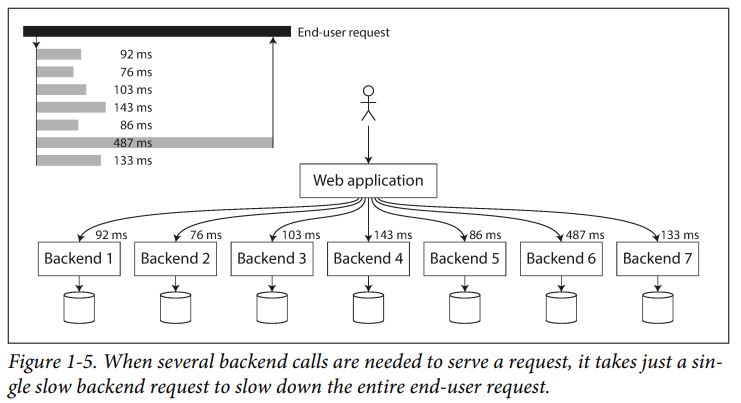 End-user request
92 ms
76 ms
103 ms
143 ms
86 ms
487 ms
133 ms
Web application
92 ms
76 ms
103 ms
143 ms
86 ms
487 ms
133 ms
Backend 1
Backend 2
Backend 3
Backend 4
Backend 5
Backend 6
Backend 7
Figure 1-5. When several backend calls are needed to serve a request, it takes just a sin-
gle slow backend request to slow down the entire end-user request.